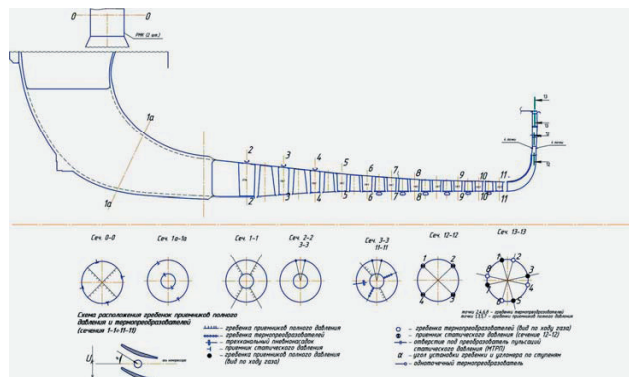 0
0
РМК (2 шт.)
1а
1а
2
3
4
5
6
7
8
9
10
11
2
3
4
5
6
7
8
9
10
11
13
12
Сеч. 0-0
Сеч. 1а-1а
Сеч. 1-1
Сеч. 2-2
3-3
Сеч. 3-3
11-11
Сеч. 12-12
Сеч. 13-13
1
2
3
4
1
2
3
4
5
Схема расположения гребенок приемников полного
давления и термопреобразователей
(сечения 1-1÷11-11)
гребенка приемников полного давления
гребенка термопреобразователей
трехканальный пневмонасадок
приемник статического давления
гребенка приемников полного давления
(вид по ходу газа)
гребенка термопреобразователей (вид по ходу газа)
приемник статического давления (сечение 12-12)
отверстие под преобразователь пульсаций
статического давления (МТРП)
α угол установки гребенки и угломера по ступеням
одноточечный термопреобразователь